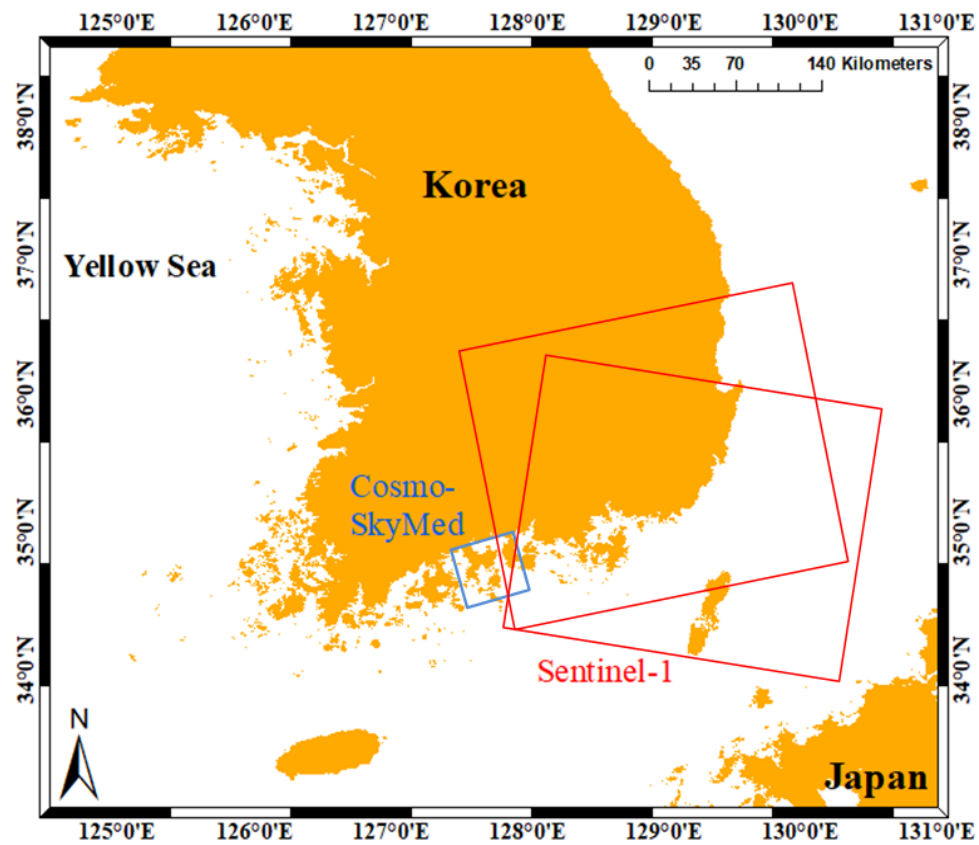 125°0'E 126°0'E 127°0'E 128°0'E 129°0'E 130°0'E 131°0'E
0 35 70 140 Kilometers
38°0'N
38°0'N
Korea
37°0'N
Yellow Sea
37°0'N
36°0'N
36°0'N
Cosmo-
SkyMed
35°0'N
35°0'N
Sentinel-1
34°0'N
34°0'N
N
Japan
125°0'E 126°0'E 127°0'E 128°0'E 129°0'E 130°0'E 131°0'E